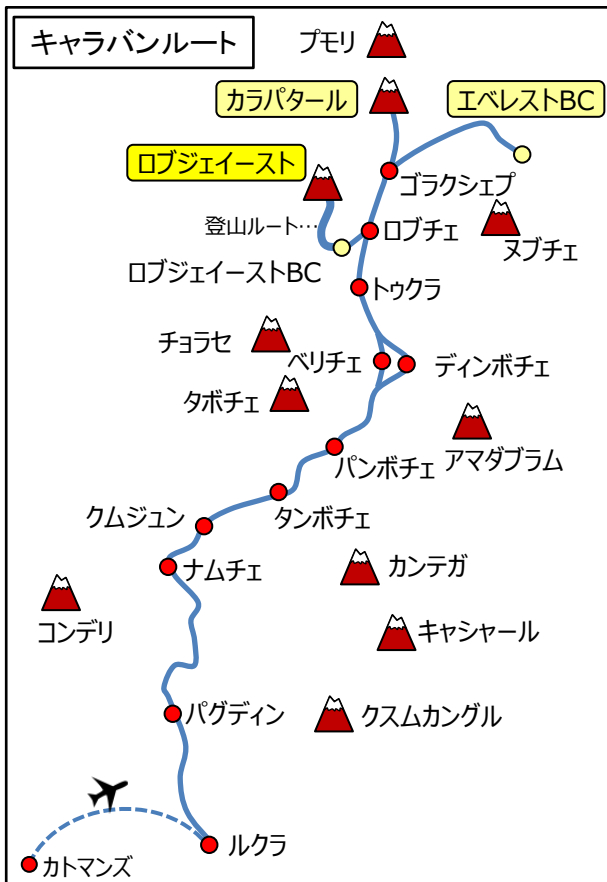 キャラバンルート
プモリ
カラパタール
エベレストBC
ロブジェイースト
ゴラクシェプ
登山ルート…
ロブチェ
ヌブチェ
ロブジェイーストBC
トゥクラ
チョラセ
ベリチェ
ディンボチェ
タボチェ
アマダブラム
パンボチェ
タンボチェ
クムジュン
ナムチェ
カンテガ
コンデリ
キャシャール
パグディン
クスムカングル
ルクラ
カトマンズ